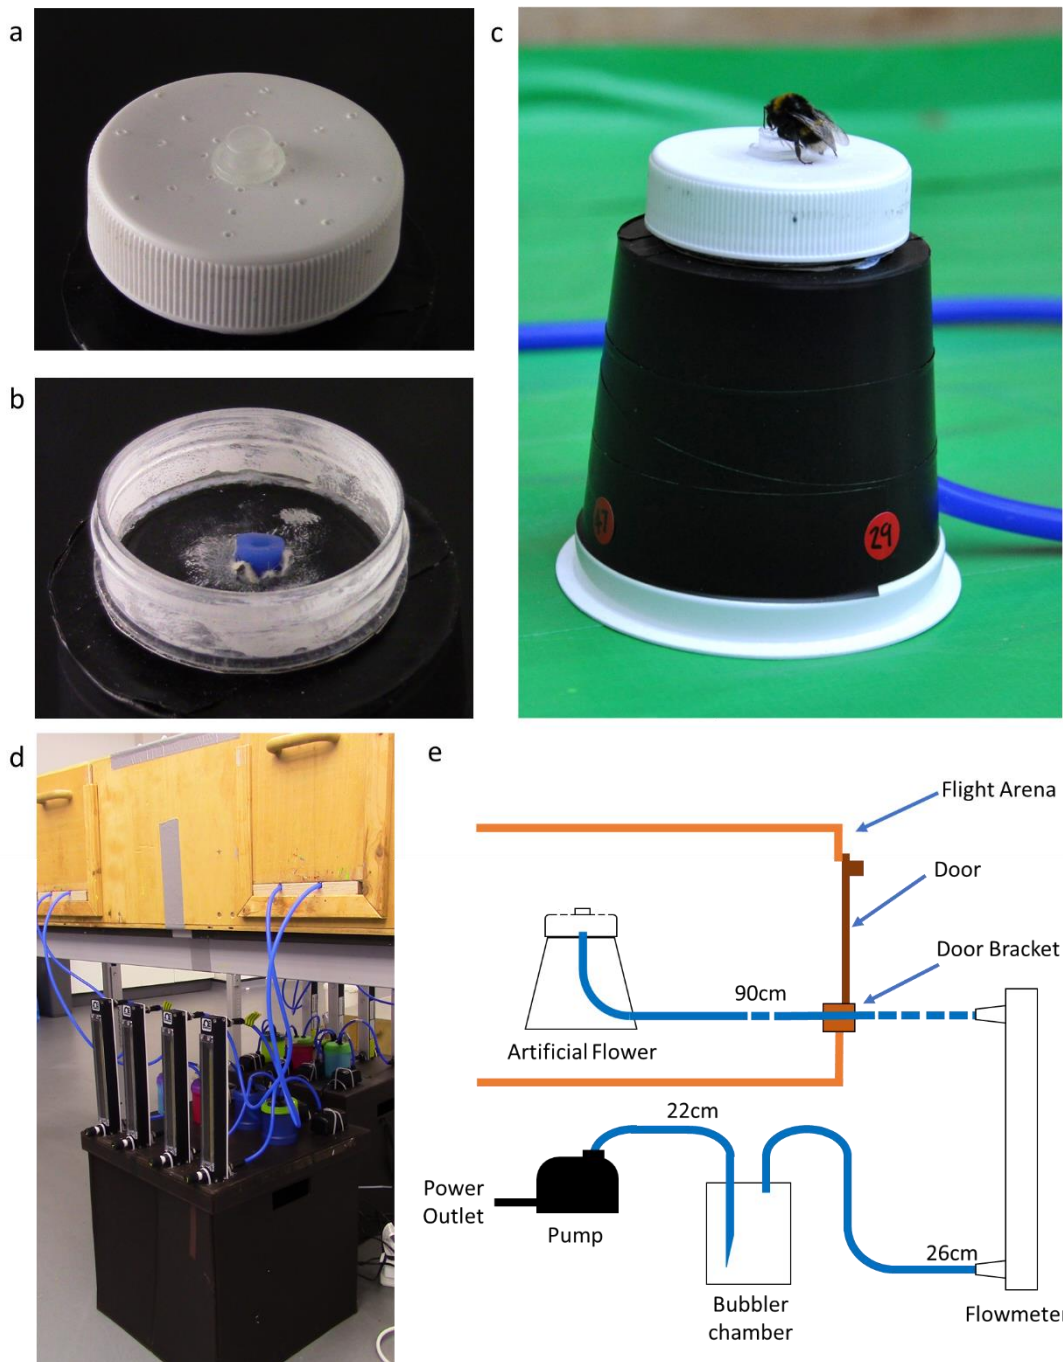 a
c
b
29
d
e
Flight Arena
Door
Door Bracket
90cm
Artificial Flower
22cm
Power
Outlet
Pump
26cm
Bubbler
chamber
Flowmeter